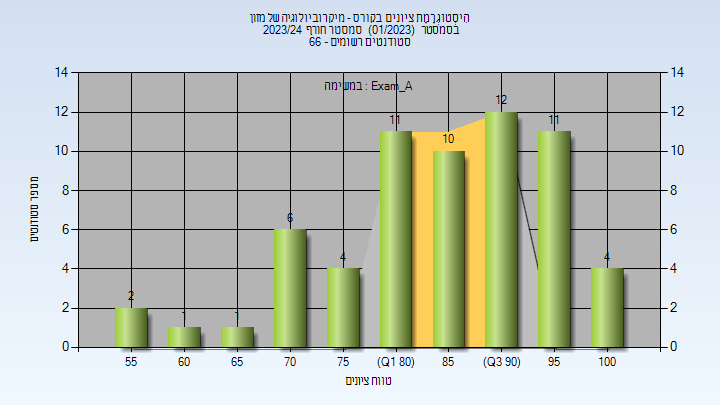 היסטוגרמת ציונים בקורס - מיקרוביולוגיה של מזון
בסמסטר (01/2023) סמסטר חורף 2023/24
סטודנטים רשומים - 66
במשימה : Exam_A
מספר סטודנטים
14 14
12 12
10 10
8 8
6 6
4 4
2 2
0 0
2 1 1 6 4 11 10 12 11 4
55 60 65 70 75 (Q1 80) 85 (Q3 90) 95 100
טווח ציונים